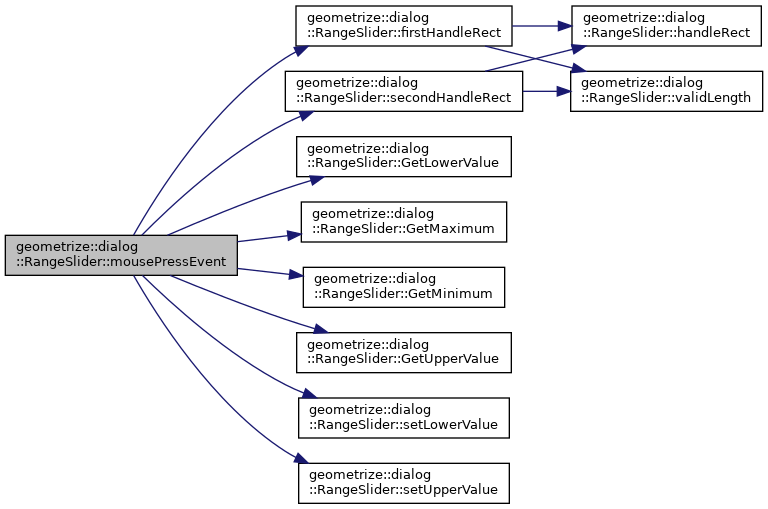 geometrize::dialog
::RangeSlider::mousePressEvent
geometrize::dialog
::RangeSlider::firstHandleRect
geometrize::dialog
::RangeSlider::secondHandleRect
geometrize::dialog
::RangeSlider::GetLowerValue
geometrize::dialog
::RangeSlider::GetMaximum
geometrize::dialog
::RangeSlider::GetMinimum
geometrize::dialog
::RangeSlider::GetUpperValue
geometrize::dialog
::RangeSlider::setLowerValue
geometrize::dialog
::RangeSlider::setUpperValue
geometrize::dialog
::RangeSlider::handleRect
geometrize::dialog
::RangeSlider::validLength